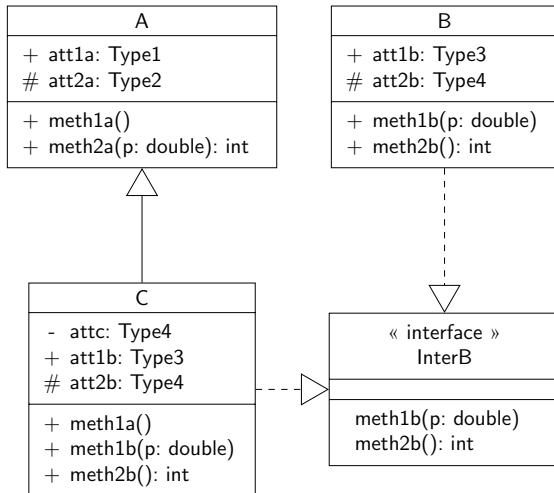 A
+ att1a: Type1
# att2a: Type2
+ meth1a()
+ meth2a(p: double): int
B
+ att1b: Type3
# att2b: Type4
+ meth1b(p: double)
+ meth2b(): int
C
- attc: Type4
+ att1b: Type3
# att2b: Type4
+ meth1a()
+ meth1b(p: double)
+ meth2b(): int
« interface »
InterB
meth1b(p: double)
meth2b(): int